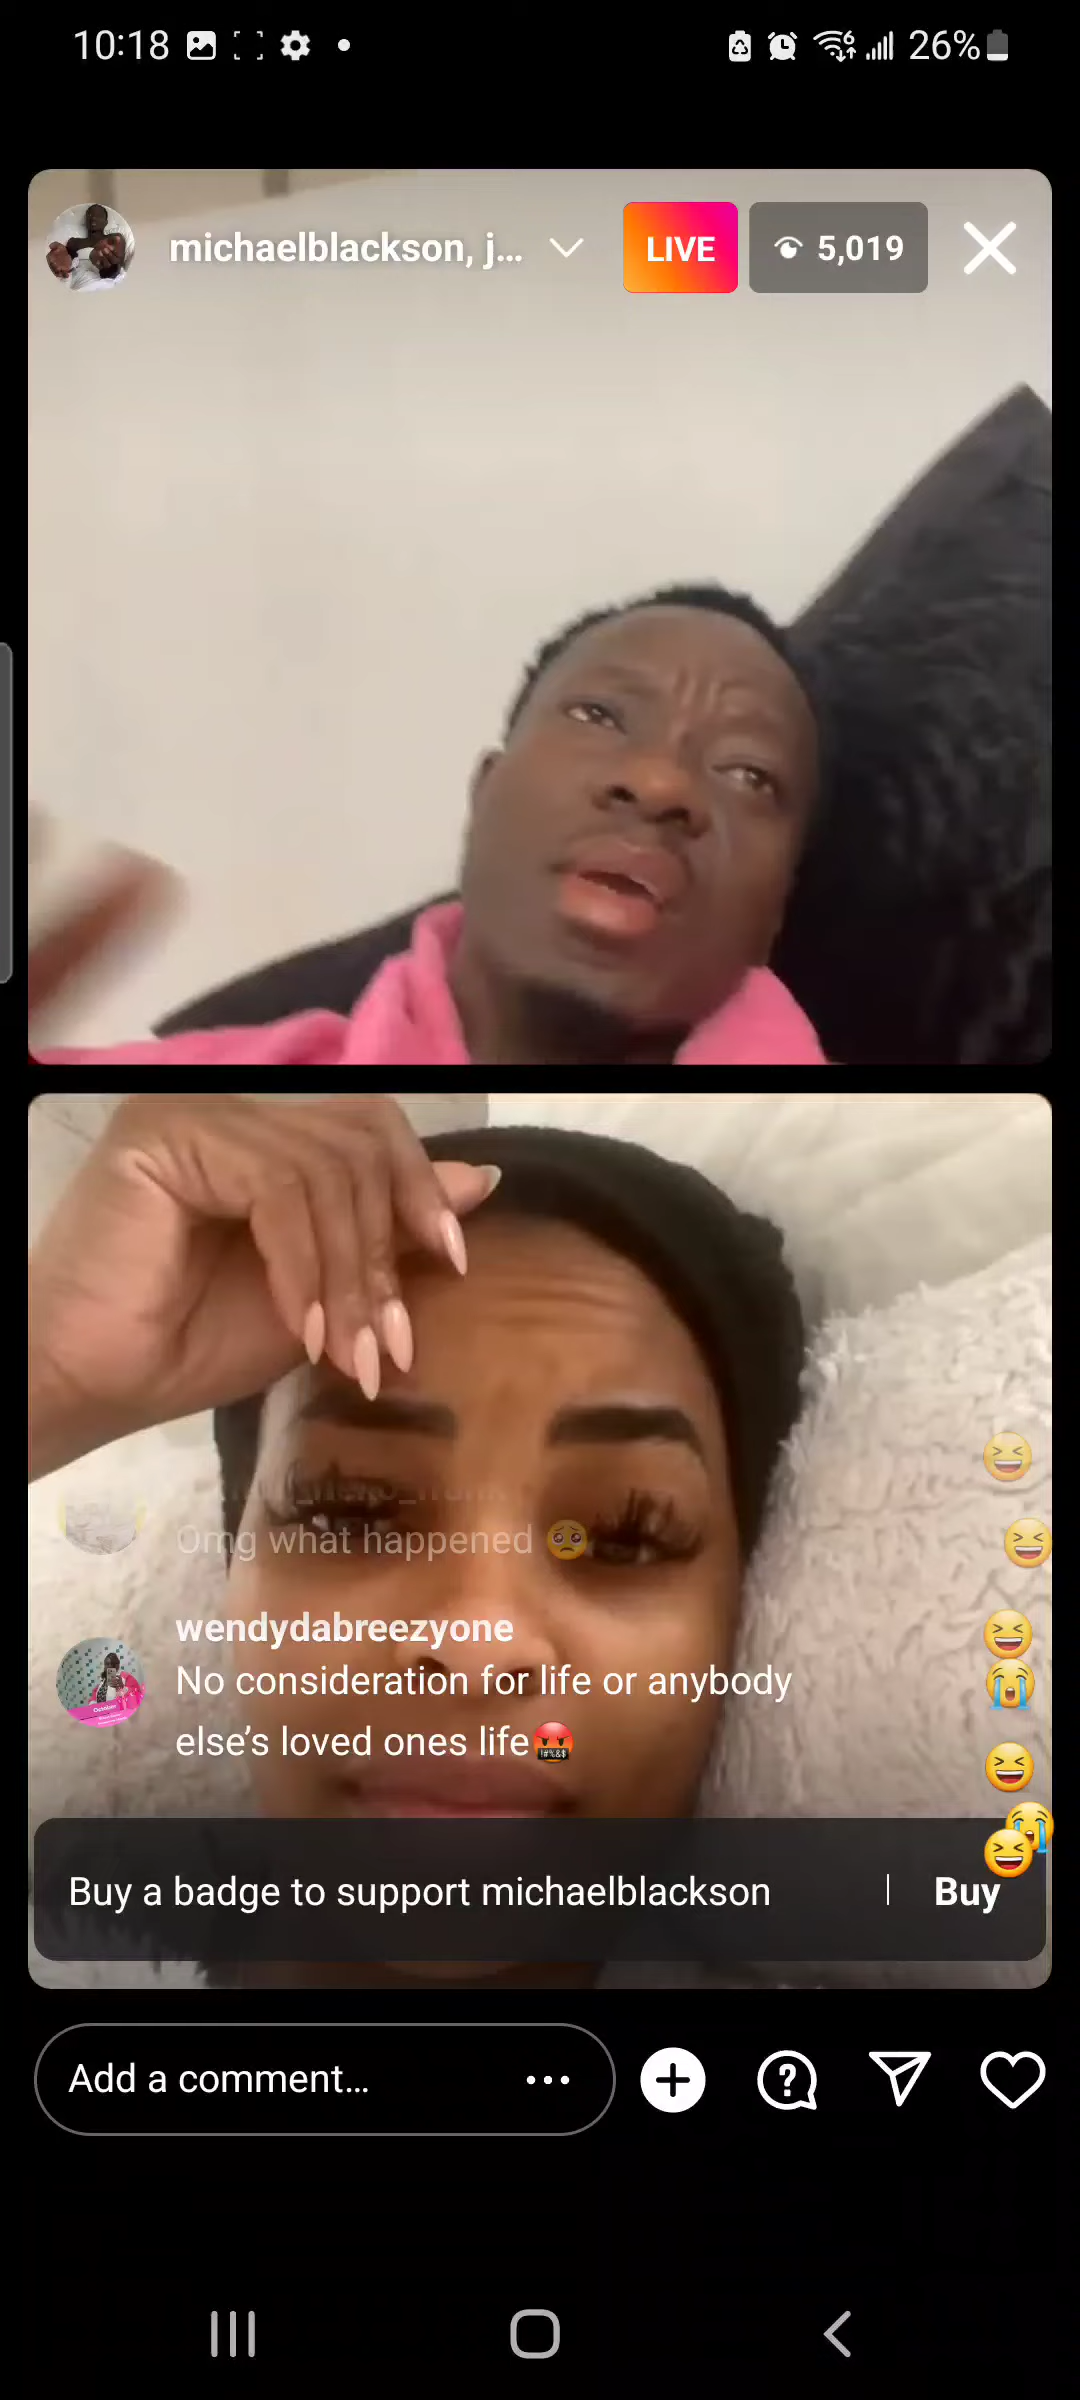 10:18
26%
michaelblackson, j...
LIVE
5,019
Omg what happened 🥺
wendydabreezyone
No consideration for life or anybody
else’s loved ones life🤬
Buy a badge to support michaelblackson | Buy
Add a comment...